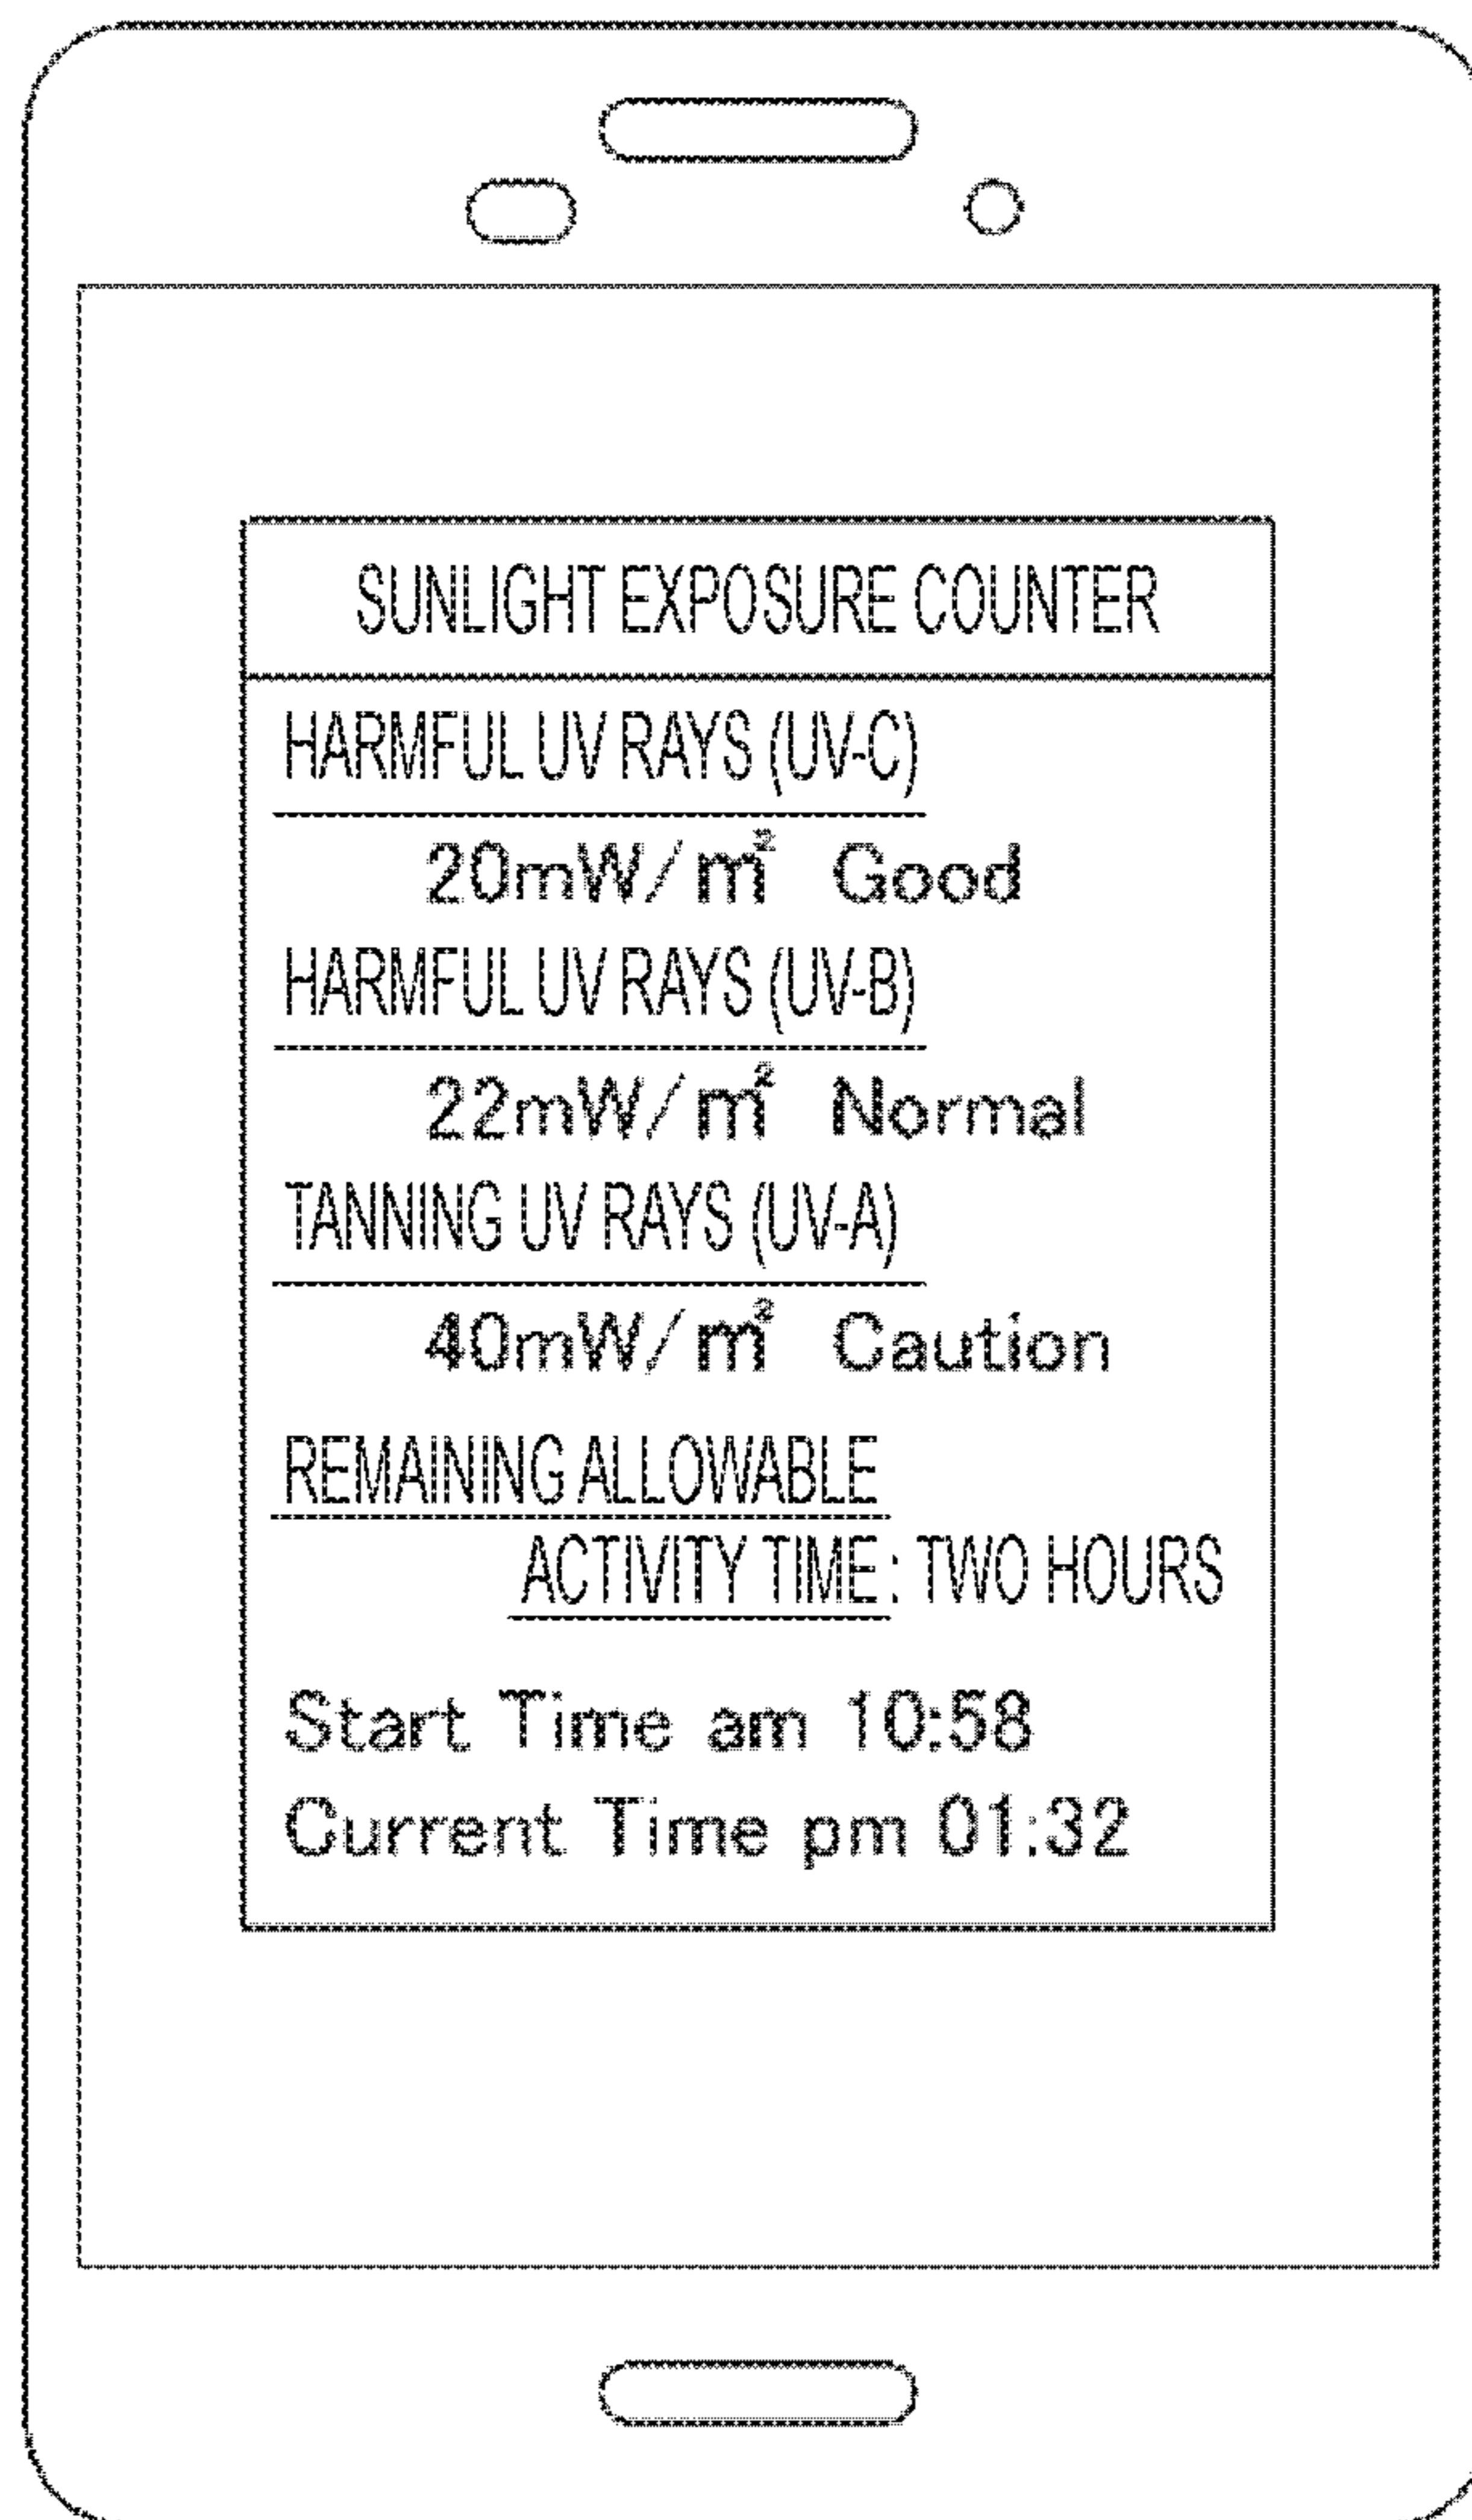 SUNLIGHT EXPOSURE COUNTER
HARMFUL UV RAYS (UV-C)
20mW/㎡ Good
HARMFUL UV RAYS (UV-B)
22mW/㎡ Normal
TANNING UV RAYS (UV-A)
40mW/㎡ Caution
REMAINING ALLOWABLE
ACTIVITY TIME: TWO HOURS
Start Time am 10:58
Current Time pm 01:32